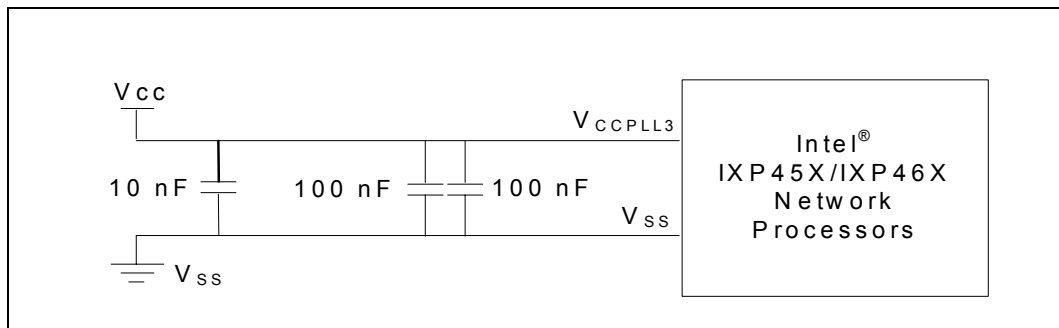 Vcc
VCCPLL3
10 nF
100 nF
100 nF
VSS
VSS
Intel®
IXP45X/IXP46X
Network
Processors